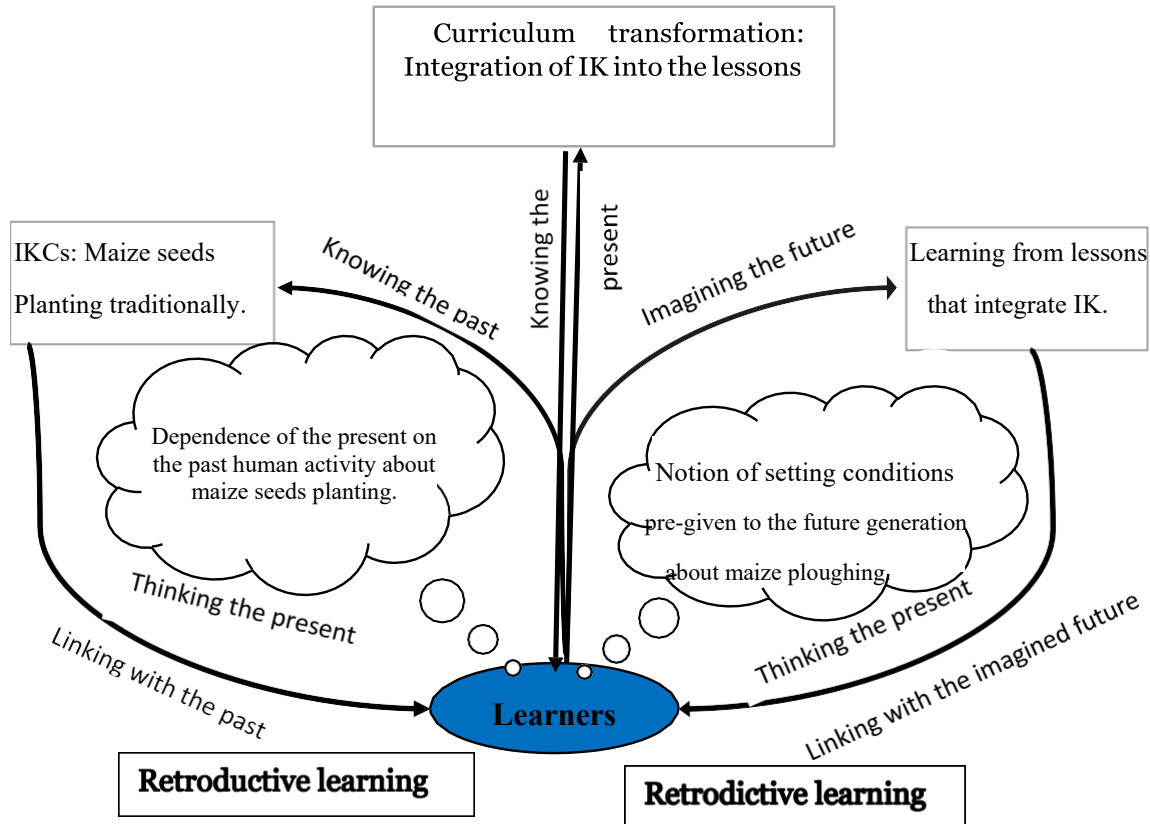 Curriculum transformation:
Integration of IK into the lessons
IKCs: Maize seeds
Planting traditionally.
Knowing the past
Knowing the
present
Imagining the future
Learning from lessons
that integrate IK.
Dependence of the present on
the past human activity about
maize seeds planting.
Notion of setting conditions
pre-given to the future generation
about maize ploughing
Thinking the present
Linking with the past
Thinking the present
Linking with the imagined future
Learners
Retroductive learning
Retrodictive learning